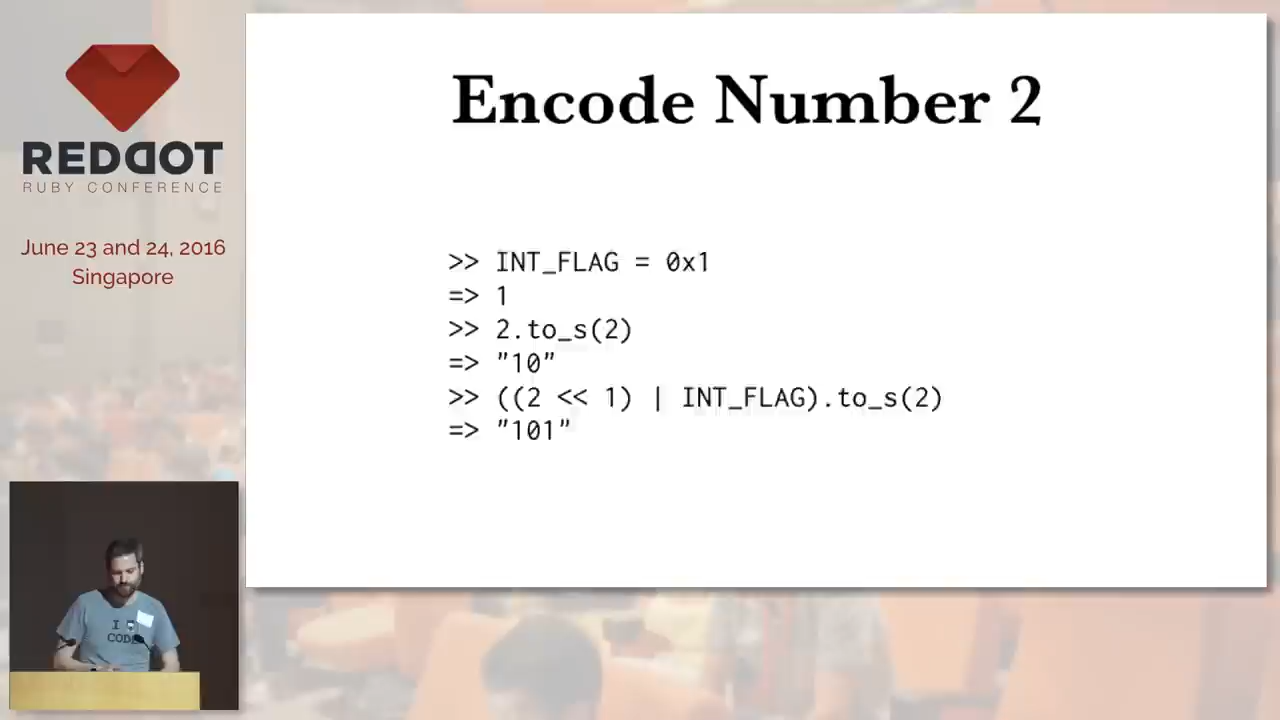 REDDOT
RUBY CONFERENCE
June 23 and 24, 2016
Singapore
Encode Number 2
>> INT_FLAG = 0x1
=> 1
>> 2.to_s(2)
=> "10"
>> ((2 << 1) | INT_FLAG).to_s(2)
=> "101"
I
CODE